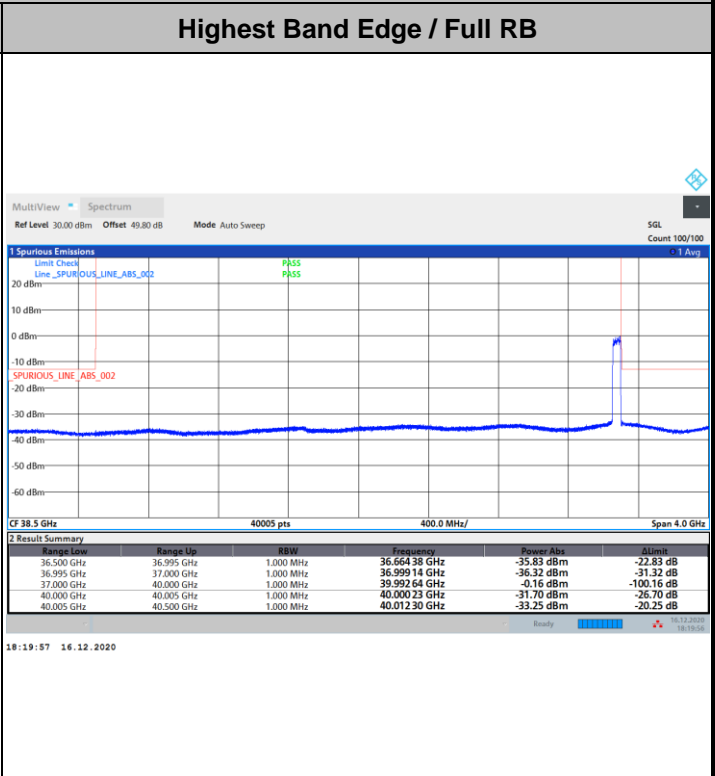 Highest Band Edge / Full RB
MultiView Spectrum
Ref Level 30.00 dBm Offset 49.80 dB Mode Auto Sweep SGL
Count 100/100
1 Spurious Emissions 1 Avg
Limit Check PASS
Line _SPURIOUS_LINE_ABS_002 PASS
20 dBm
10 dBm
0 dBm
-10 dBm
_SPURIOUS_LINE_ABS_002
-20 dBm
-30 dBm
-40 dBm
-50 dBm
-60 dBm
CF 38.5 GHz 40005 pts 400.0 MHz/ Span 4.0 GHz
2 Result Summary
Range Low Range Up RBW Frequency Power Abs ΔLimit
36.500 GHz 36.995 GHz 1.000 MHz 36.664 38 GHz -35.83 dBm -22.83 dB
36.995 GHz 37.000 GHz 1.000 MHz 36.999 14 GHz -36.32 dBm -31.32 dB
37.000 GHz 40.000 GHz 1.000 MHz 39.992 64 GHz -0.16 dBm -100.16 dB
40.000 GHz 40.005 GHz 1.000 MHz 40.000 23 GHz -31.70 dBm -26.70 dB
40.005 GHz 40.500 GHz 1.000 MHz 40.012 30 GHz -33.25 dBm -20.25 dB
Ready 16.12.2020
18:19:56
18:19:57 16.12.2020